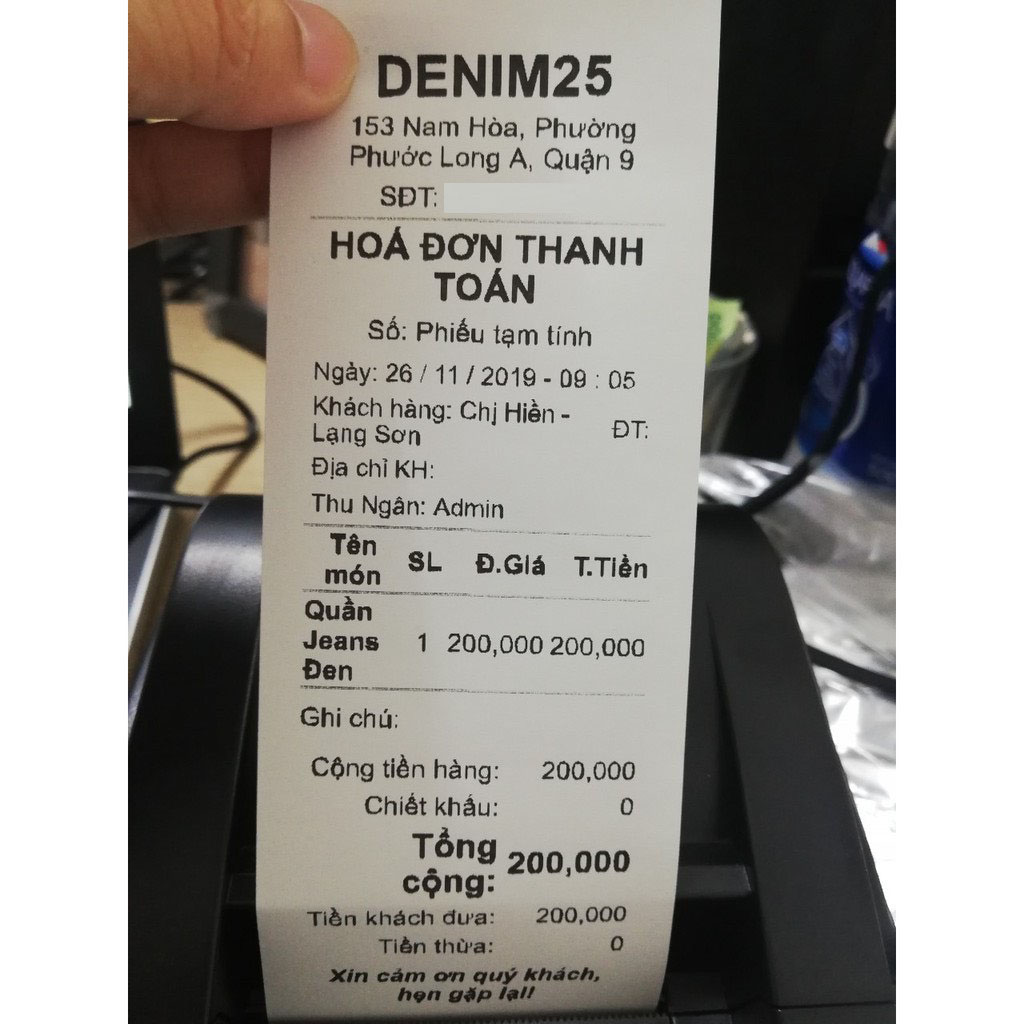 DENIM25
153 Nam Hòa, Phường
Phước Long A, Quận 9
SĐT:
HOÁ ĐƠN THANH
TOÁN
Số: Phiếu tạm tính
Ngày: 26 / 11 / 2019 - 09 : 05
Khách hàng: Chị Hiền -
Lạng Sơn
ĐT:
Địa chỉ KH:
Thu Ngân: Admin
Tên món SL Đ.Giá T.Tiền
Quần Jeans Đen 1 200,000 200,000
Ghi chú:
Cộng tiền hàng: 200,000
Chiết khấu: 0
Tổng cộng: 200,000
Tiền khách đưa: 200,000
Tiền thừa: 0
Xin cám ơn quý khách,
hẹn gặp lại!